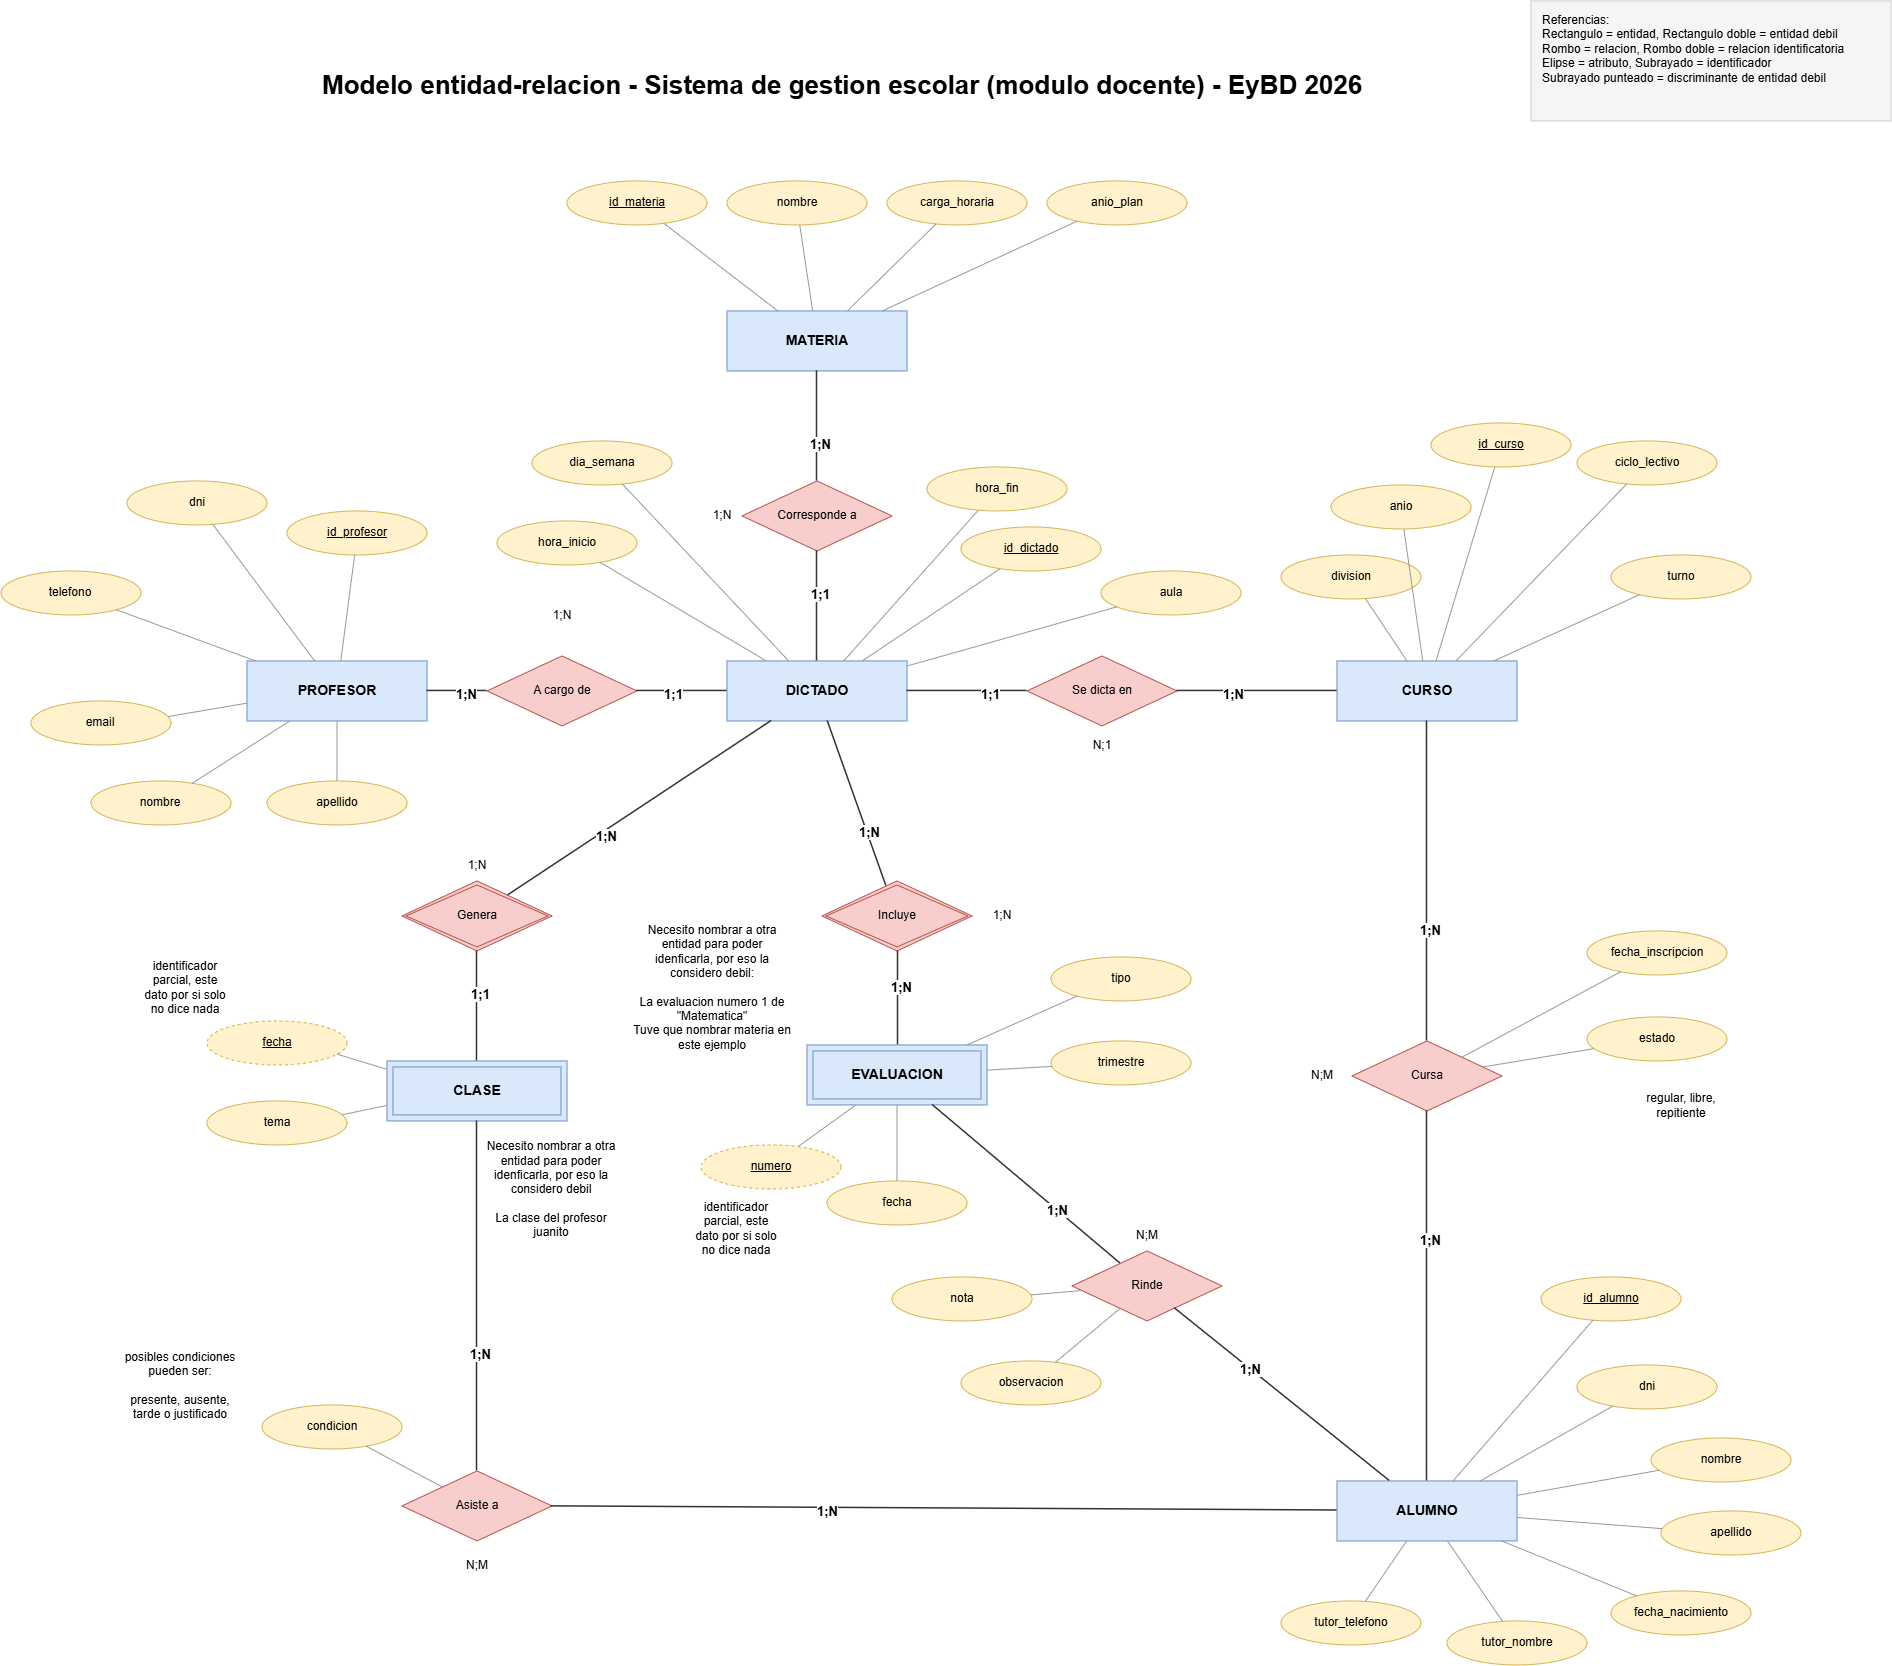 Referencias:
Rectangulo = entidad, Rectangulo doble = entidad debil
Rombo = relacion, Rombo doble = relacion identificatoria
Elipse = atributo, Subrayado = identificador
Subrayado punteado = discriminante de entidad debil
Modelo entidad-relacion - Sistema de gestion escolar (modulo docente) - EyBD 2026
id_materia
nombre
carga_horaria
anio_plan
MATERIA
1;N
dia_semana
hora_fin
id_curso
ciclo_lectivo
dni
id_profesor
1;N
Corresponde a
anio
hora_inicio
id_dictado
telefono
1;N
1;1
aula
division
turno
PROFESOR
1;N
A cargo de
1;1
DICTADO
1;1
Se dicta en
1;N
CURSO
email
N;1
nombre
apellido
1;N
1;N
1;N
Genera
Incluye
1;N
1;N
Necesito nombrar a otra
entidad para poder
idenficarla, por eso la
considero debil:
La evaluacion numero 1 de
"Matematica"
Tuve que nombrar materia en
este ejemplo
fecha_inscripcion
identificador
parcial, este
dato por si solo
no dice nada
1;1
1;N
tipo
fecha
estado
trimestre
CLASE
EVALUACION
N;M
Cursa
regular, libre,
repitiente
tema
Necesito nombrar a otra
entidad para poder
idenficarla, por eso la
considero debil
La clase del profesor
juanito
numero
fecha
identificador
parcial, este
dato por si solo
no dice nada
1;N
N;M
1;N
Rinde
nota
id_alumno
1;N
1;N
observacion
dni
posibles condiciones
pueden ser:
presente, ausente,
tarde o justificado
condicion
nombre
Asiste a
1;N
ALUMNO
apellido
N;M
tutor_telefono
tutor_nombre
fecha_nacimiento